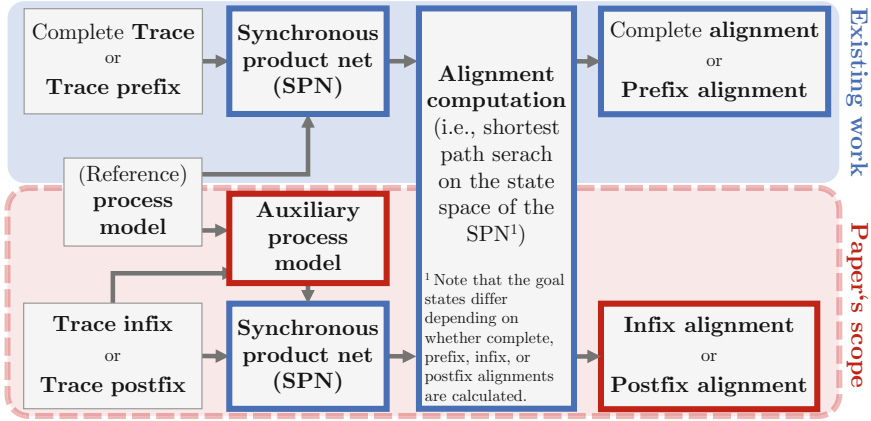 Complete Trace
or
Trace prefix
Synchronous
product net
(SPN)
Alignment
computation
(i.e., shortest
path serach
on the state
space of the
SPN¹)
¹ Note that the goal
states differ
depending on
whether complete,
prefix, infix, or
postfix alignments
are calculated.
Complete alignment
or
Prefix alignment
Existing work
(Reference)
process
model
Auxiliary
process
model
Trace infix
or
Trace postfix
Synchronous
product net
(SPN)
Infix alignment
or
Postfix alignment
Paper‘s scope